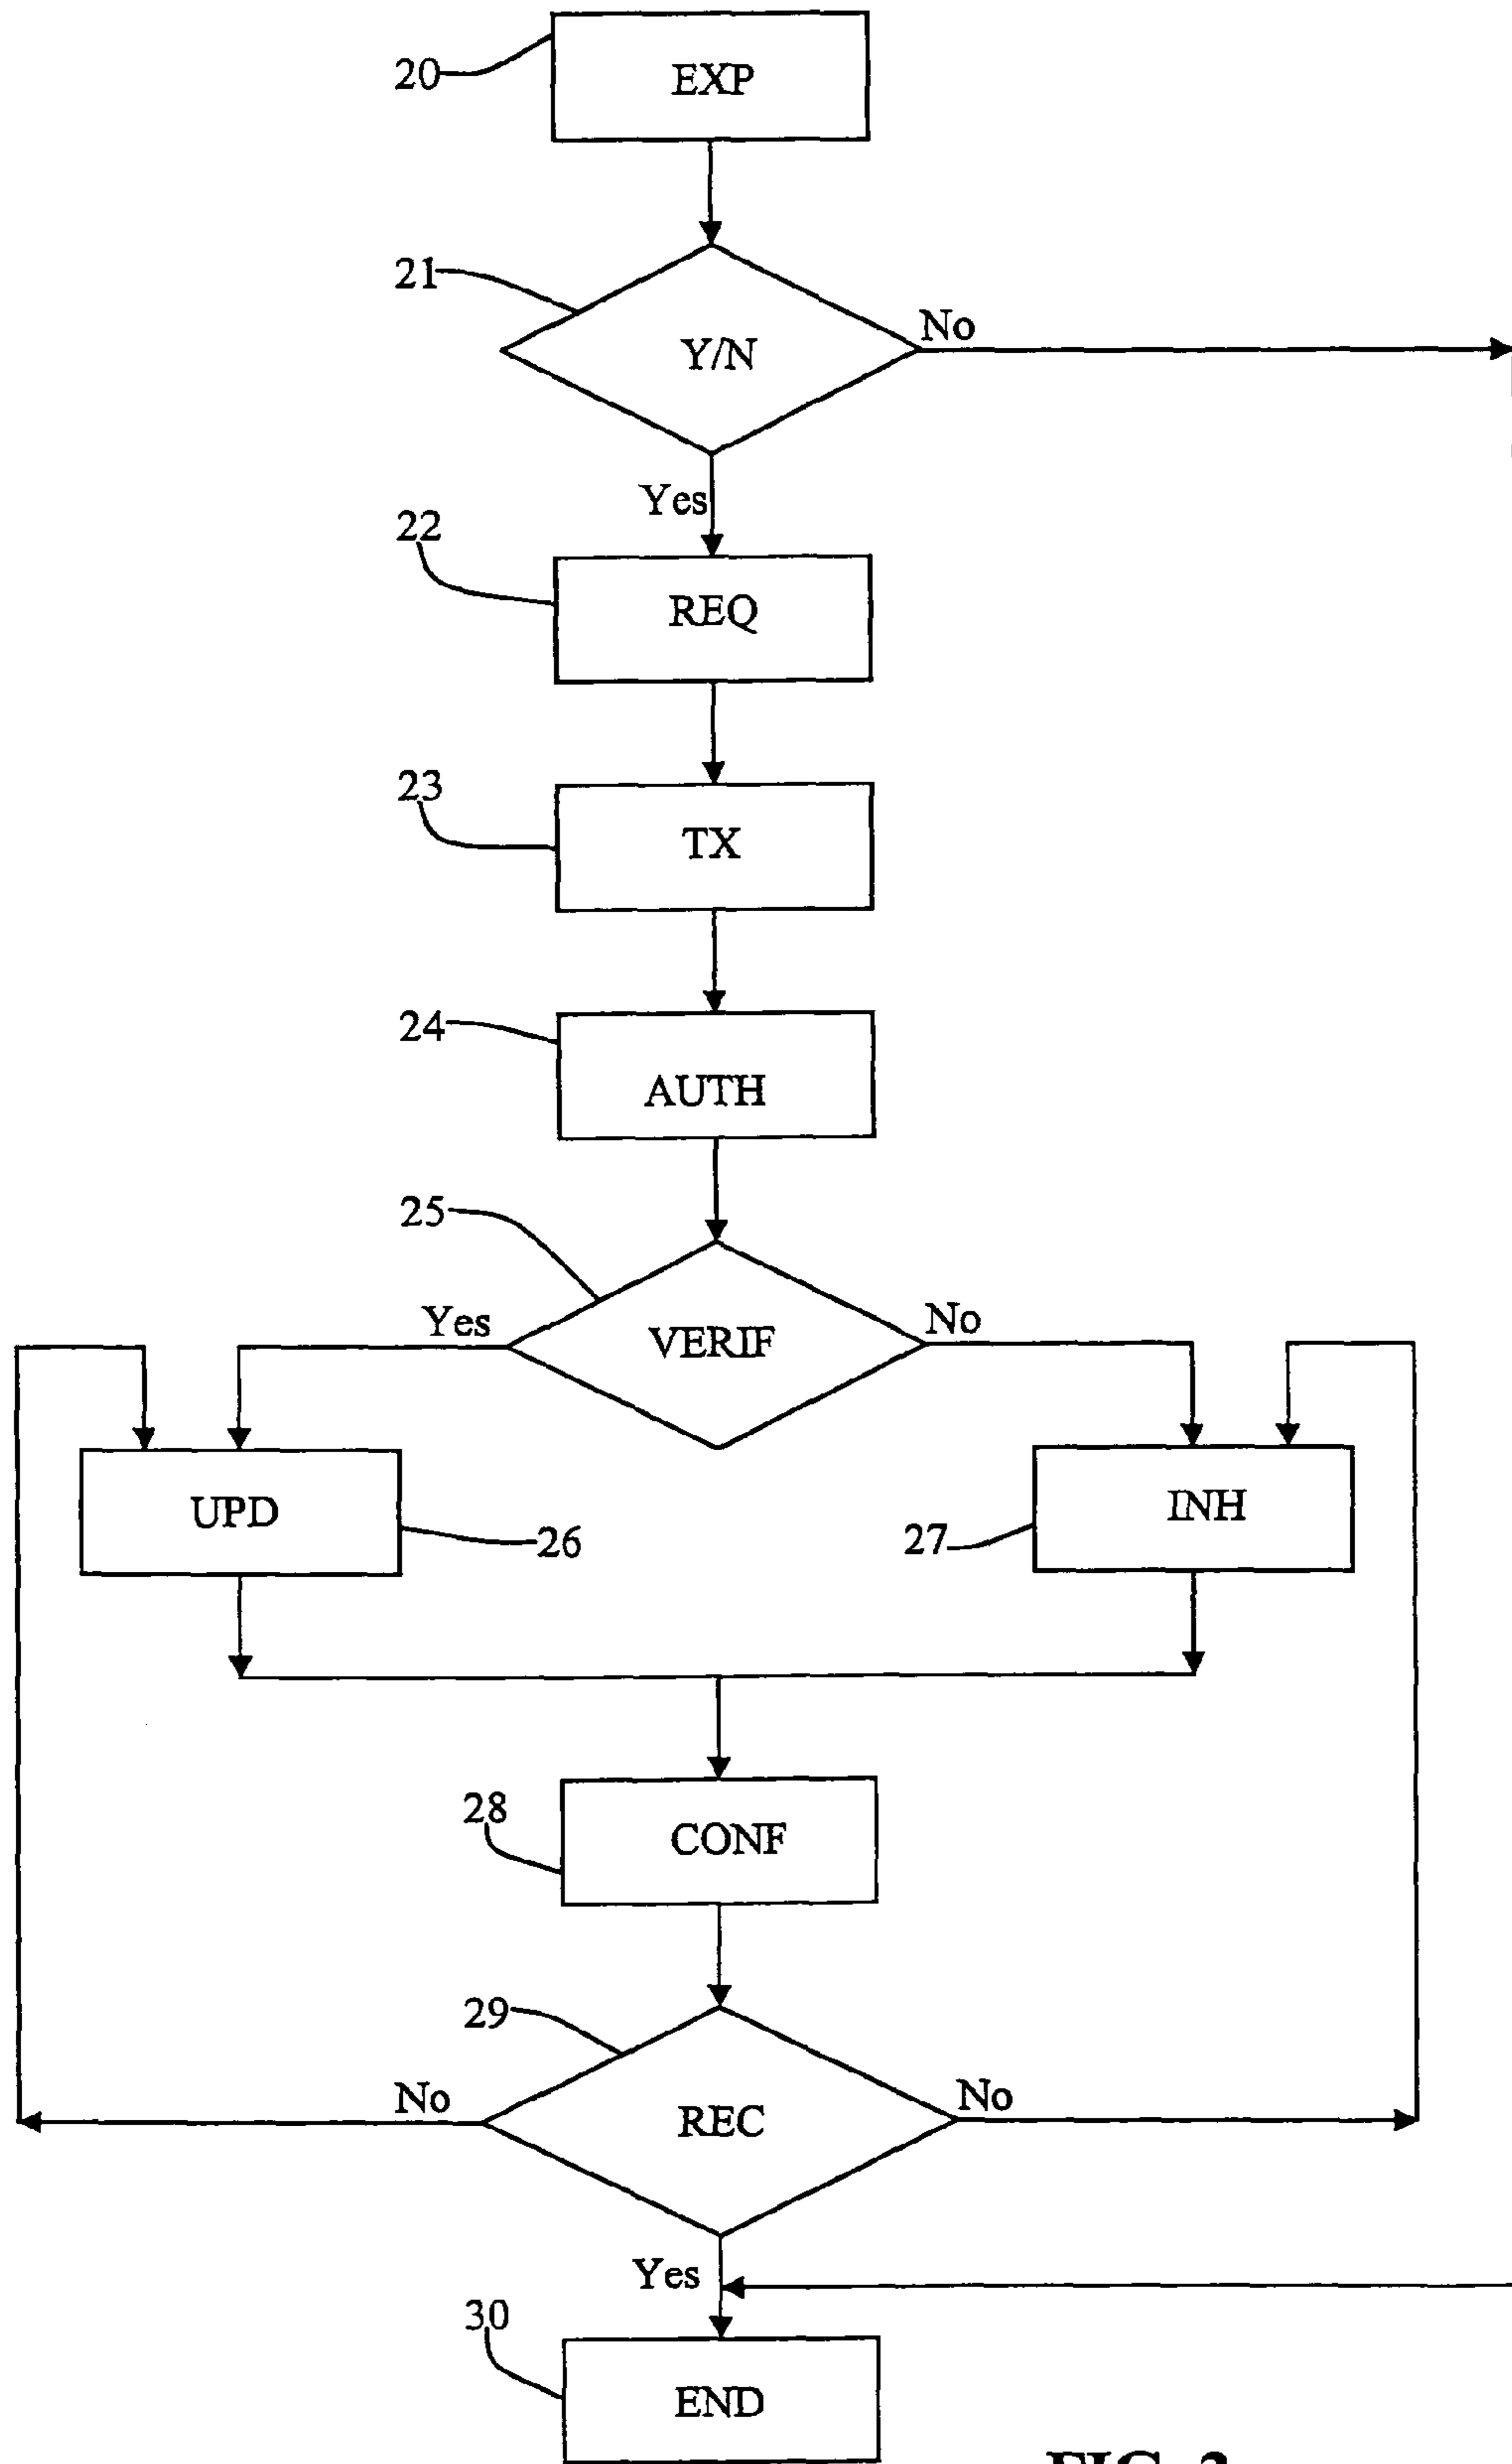 20
EXP
21
Y/N
No
Yes
22
REQ
23
TX
24
AUTH
25
VERIF
Yes
No
UPD
26
INH
27
28
CONF
29
REC
No
No
Yes
30
END